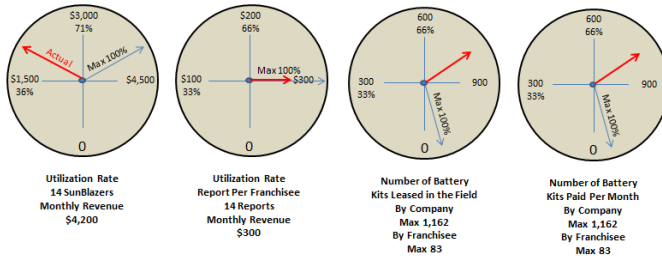 $3,000
71%
Actual
Max 100%
$1,500
36%
$4,500
0
Utilization Rate
14 SunBlazers
Monthly Revenue
$4,200
$200
66%
Max 100%
$100
33%
$300
0
Utilization Rate
Report Per Franchisee
14 Reports
Monthly Revenue
$300
600
66%
300
33%
900
Max 100%
0
Number of Battery
Kits Leased in the Field
By Company
Max 1,162
By Franchisee
Max 83
600
66%
300
33%
900
Max 100%
0
Number of Battery
Kits Paid Per Month
By Company
Max 1,162
By Franchisee
Max 83